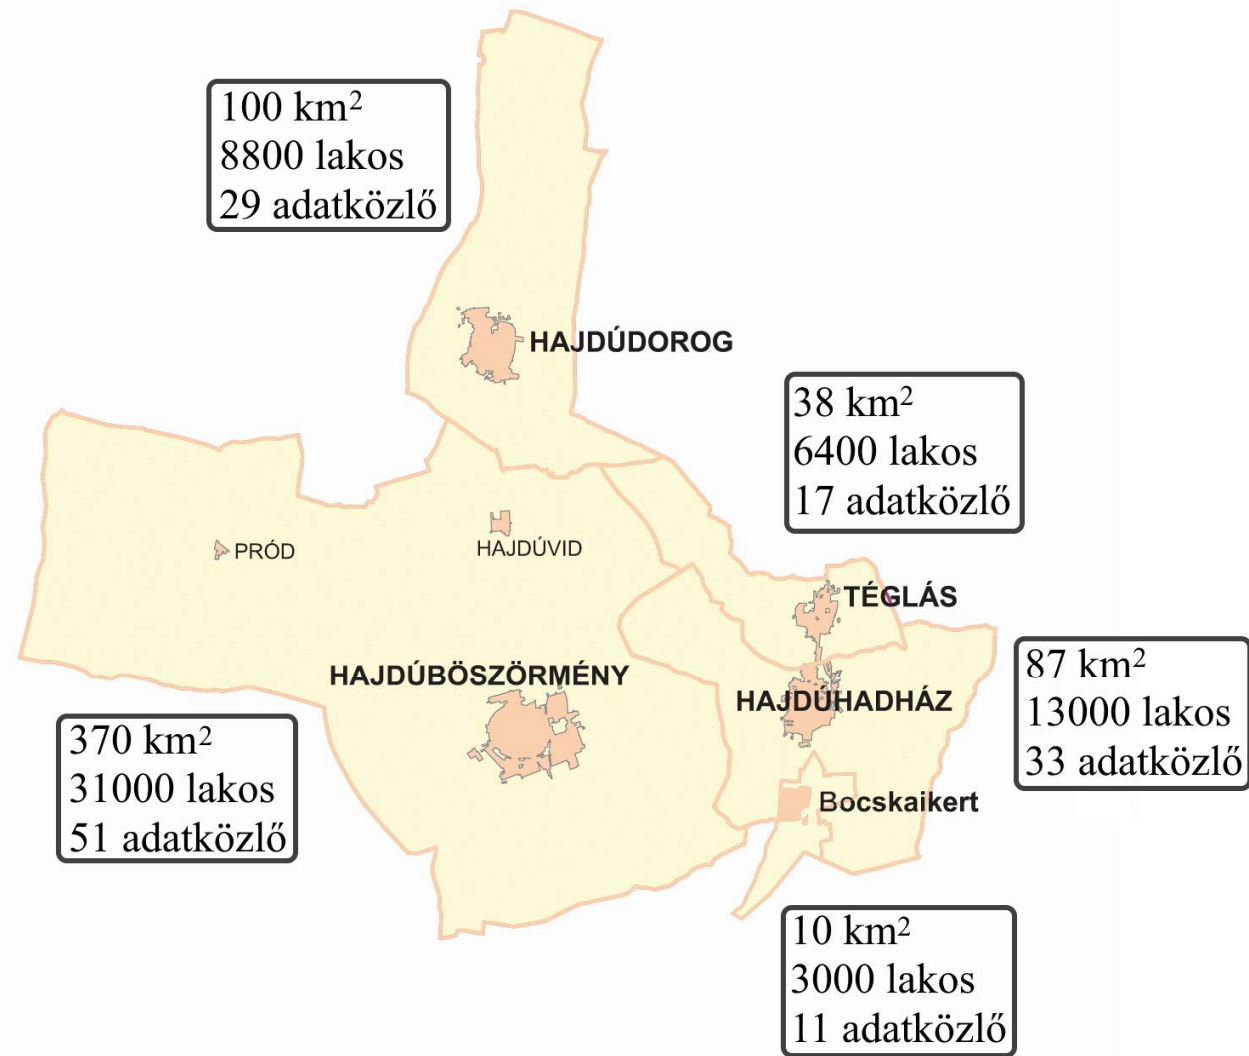 100 km²
8800 lakos
29 adatközlő
HAJDÚDOROG
38 km²
6400 lakos
17 adatközlő
PRÓD
HAJDÚVID
TÉGLÁS
HAJDÚBÖSZÖRMÉNY
HAJDÚHADHÁZ
87 km²
13000 lakos
33 adatközlő
370 km²
31000 lakos
51 adatközlő
Bocskaikert
10 km²
3000 lakos
11 adatközlő